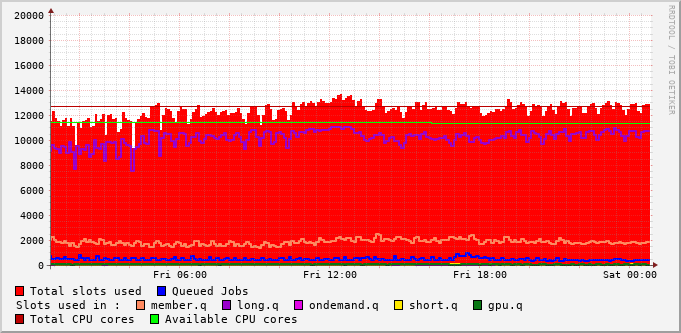 20000
18000
16000
14000
12000
10000
8000
6000
4000
2000
0
Fri 06:00 Fri 12:00 Fri 18:00 Sat 00:00
Total slots used Queued Jobs
Slots used in : member.q long.q ondemand.q short.q gpu.q
Total CPU cores Available CPU cores
RRDTOOL / TOBI OETIKER